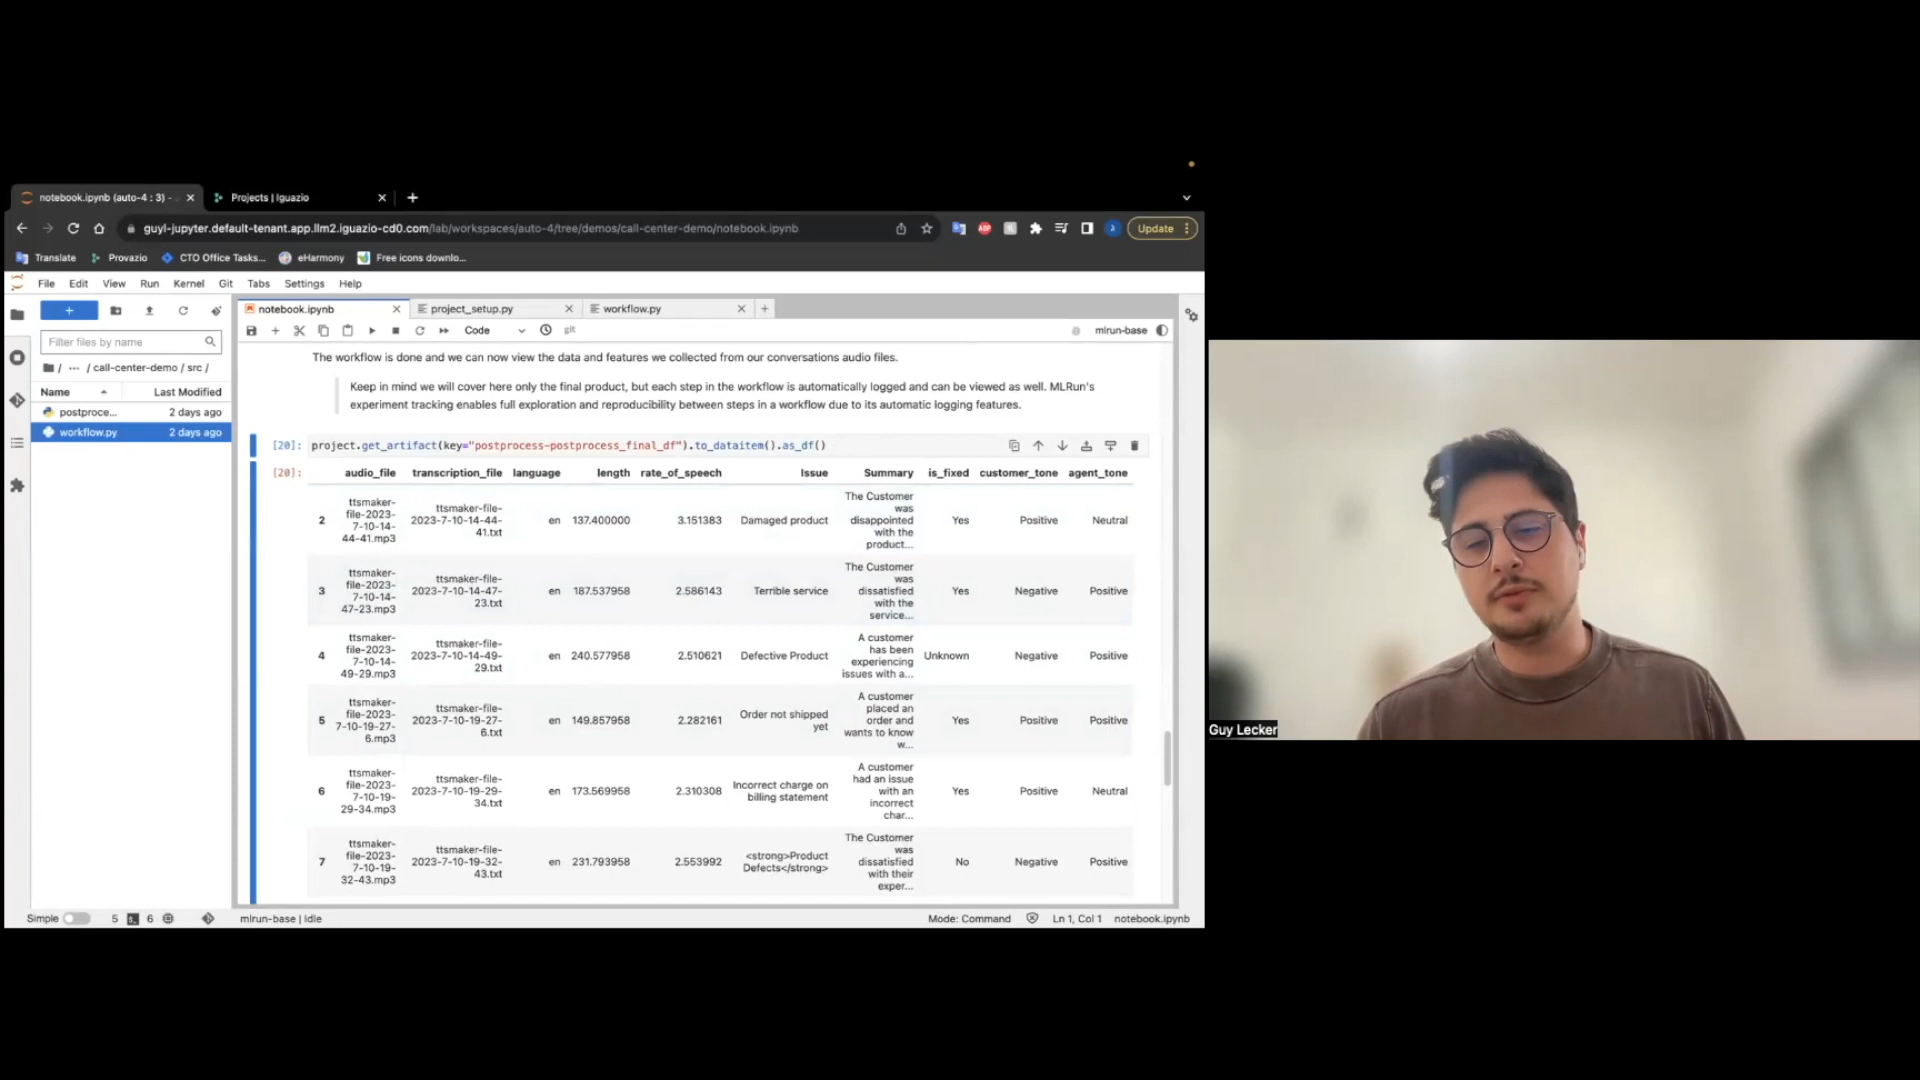 notebook.ipynb (auto-4 : 3) -
Projects | Iguazio
guyl-jupyter.default-tenant.app.llm2.iguazio-cd0.com/lab/workspaces/auto-4/tree/demos/call-center-demo/notebook.ipynb
Update
Translate
Provazio
CTO Office Tasks...
eHarmony
Free icons downlo...
File Edit View Run Kernel Git Tabs Settings Help
notebook.ipynb
project_setup.py
workflow.py
Code
git
mlrun-base
Filter files by name
/ ... / call-center-demo / src /
Name Last Modified
postproce... 2 days ago
workflow.py 2 days ago
The workflow is done and we can now view the data and features we collected from our conversations audio files.
Keep in mind we will cover here only the final product, but each step in the workflow is automatically logged and can be viewed as well. MLRun's
experiment tracking enables full exploration and reproducibility between steps in a workflow due to its automatic logging features.
[20]: project.get_artifact(key="postprocess-postprocess_final_df").to_dataitem().as_df()
[20]: audio_file transcription_file language length rate_of_speech Issue Summary is_fixed customer_tone agent_tone
2
ttsmaker-
file-2023-
7-10-14-
44-41.mp3
ttsmaker-file-
2023-7-10-14-44-
41.txt
en 137.400000 3.151383 Damaged product
The Customer
was
disappointed
with the
product...
Yes Positive Neutral
3
ttsmaker-
file-2023-
7-10-14-
47-23.mp3
ttsmaker-file-
2023-7-10-14-47-
23.txt
en 187.537958 2.586143 Terrible service
The Customer
was
dissatisfied
with the
service...
Yes Negative Positive
4
ttsmaker-
file-2023-
7-10-14-
49-29.mp3
ttsmaker-file-
2023-7-10-14-49-
29.txt
en 240.577958 2.510621 Defective Product
A customer
has been
experiencing
issues with a...
Unknown Negative Positive
5
ttsmaker-
file-2023-
7-10-19-27-
6.mp3
ttsmaker-file-
2023-7-10-19-27-
6.txt
en 149.857958 2.282161
Order not shipped
yet
A customer
placed an
order and
wants to know
w...
Yes Positive Positive
6
ttsmaker-
file-2023-
7-10-19-
29-34.mp3
ttsmaker-file-
2023-7-10-19-29-
34.txt
en 173.569958 2.310308
Incorrect charge on
billing statement
A customer
had an issue
with an
incorrect
char...
Yes Positive Neutral
7
ttsmaker-
file-2023-
7-10-19-
32-43.mp3
ttsmaker-file-
2023-7-10-19-32-
43.txt
en 231.793958 2.553992
<strong>Product
Defects</strong>
The Customer
was
dissatisfied
with their
exper...
No Negative Positive
Simple 5 6 mlrun-base | Idle Mode: Command Ln 1, Col 1 notebook.ipynb
Guy Lecker